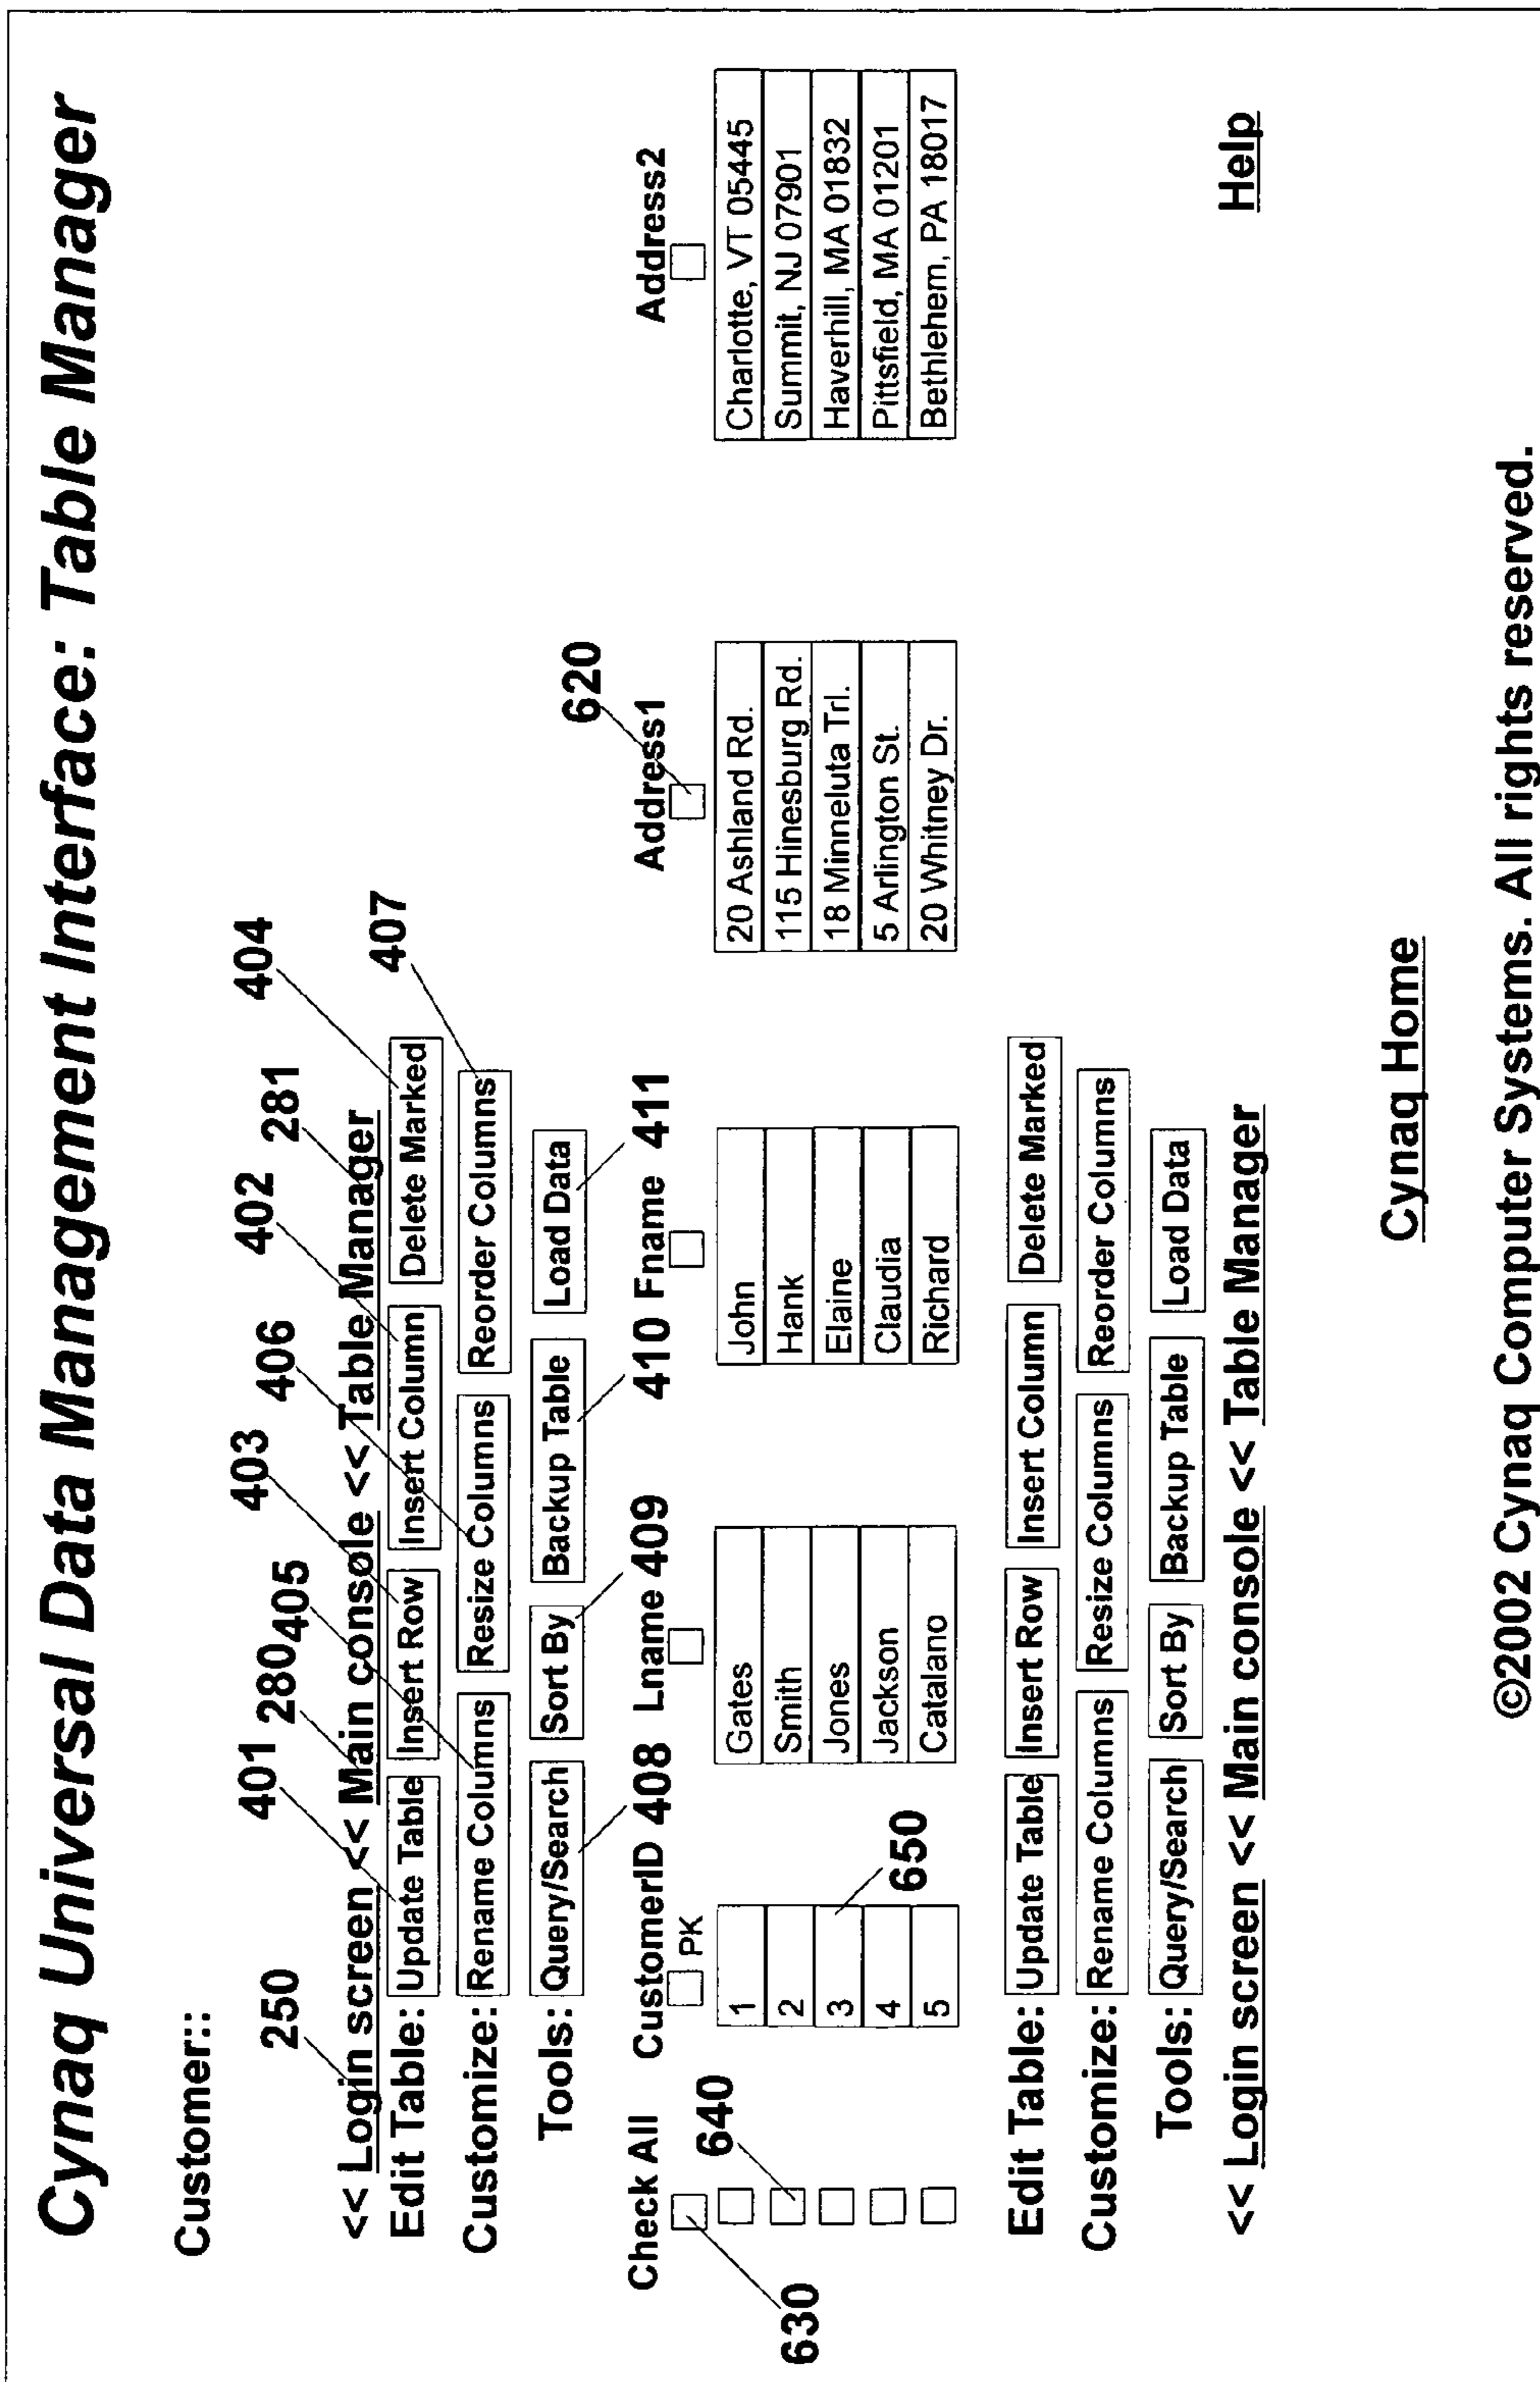 Cynaq Universal Data Management Interface: Table Manager
Customer::
250 401 280 405 403 406 402 281 404
<< Login screen << Main console << Table Manager
407
Edit Table: Update Table Insert Row Insert Column Delete Marked
Customize: Rename Columns Resize Columns Reorder Columns
Tools: Query/Search Sort By Backup Table Load Data
620
Check All CustomerID 408 Lname 409 410 Fname 411 Address1 Address2
PK
630 640
1 Gates John 20 Ashland Rd. Charlotte, VT 05445
2 Smith Hank 115 Hinesburg Rd. Summit, NJ 07901
3 Jones Elaine 18 Minneluta Trl. Haverhill, MA 01832
4 Jackson Claudia 5 Arlington St. Pittsfield, MA 01201
5 Catalano Richard 20 Whitney Dr. Bethlehem, PA 18017
650
Edit Table: Update Table Insert Row Insert Column Delete Marked
Customize: Rename Columns Resize Columns Reorder Columns
Tools: Query/Search Sort By Backup Table Load Data
<< Login screen << Main console << Table Manager Help
Cynaq Home
©2002 Cynaq Computer Systems. All rights reserved.